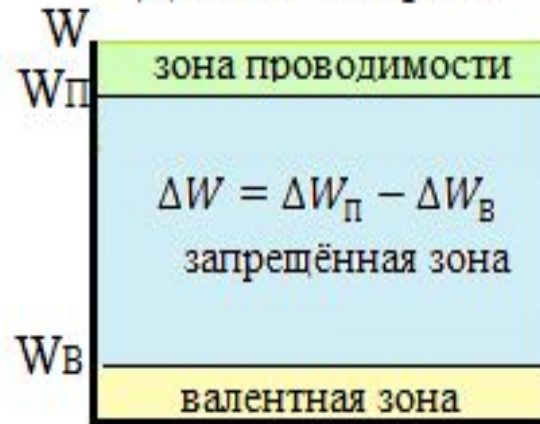 W
зона проводимости
Wп
ΔW = ΔWп − ΔWв
запрещённая зона
Wв
валентная зона